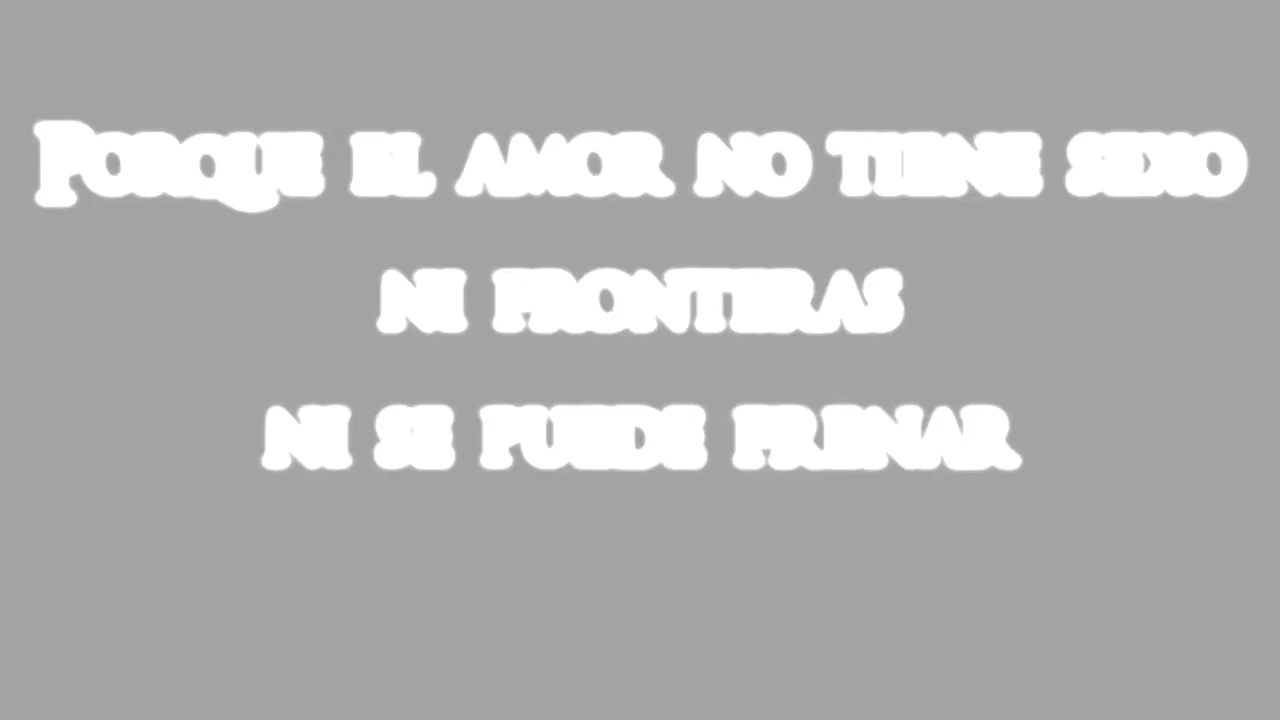 Porque el amor no tiene sexo
ni fronteras
ni se puede frenar